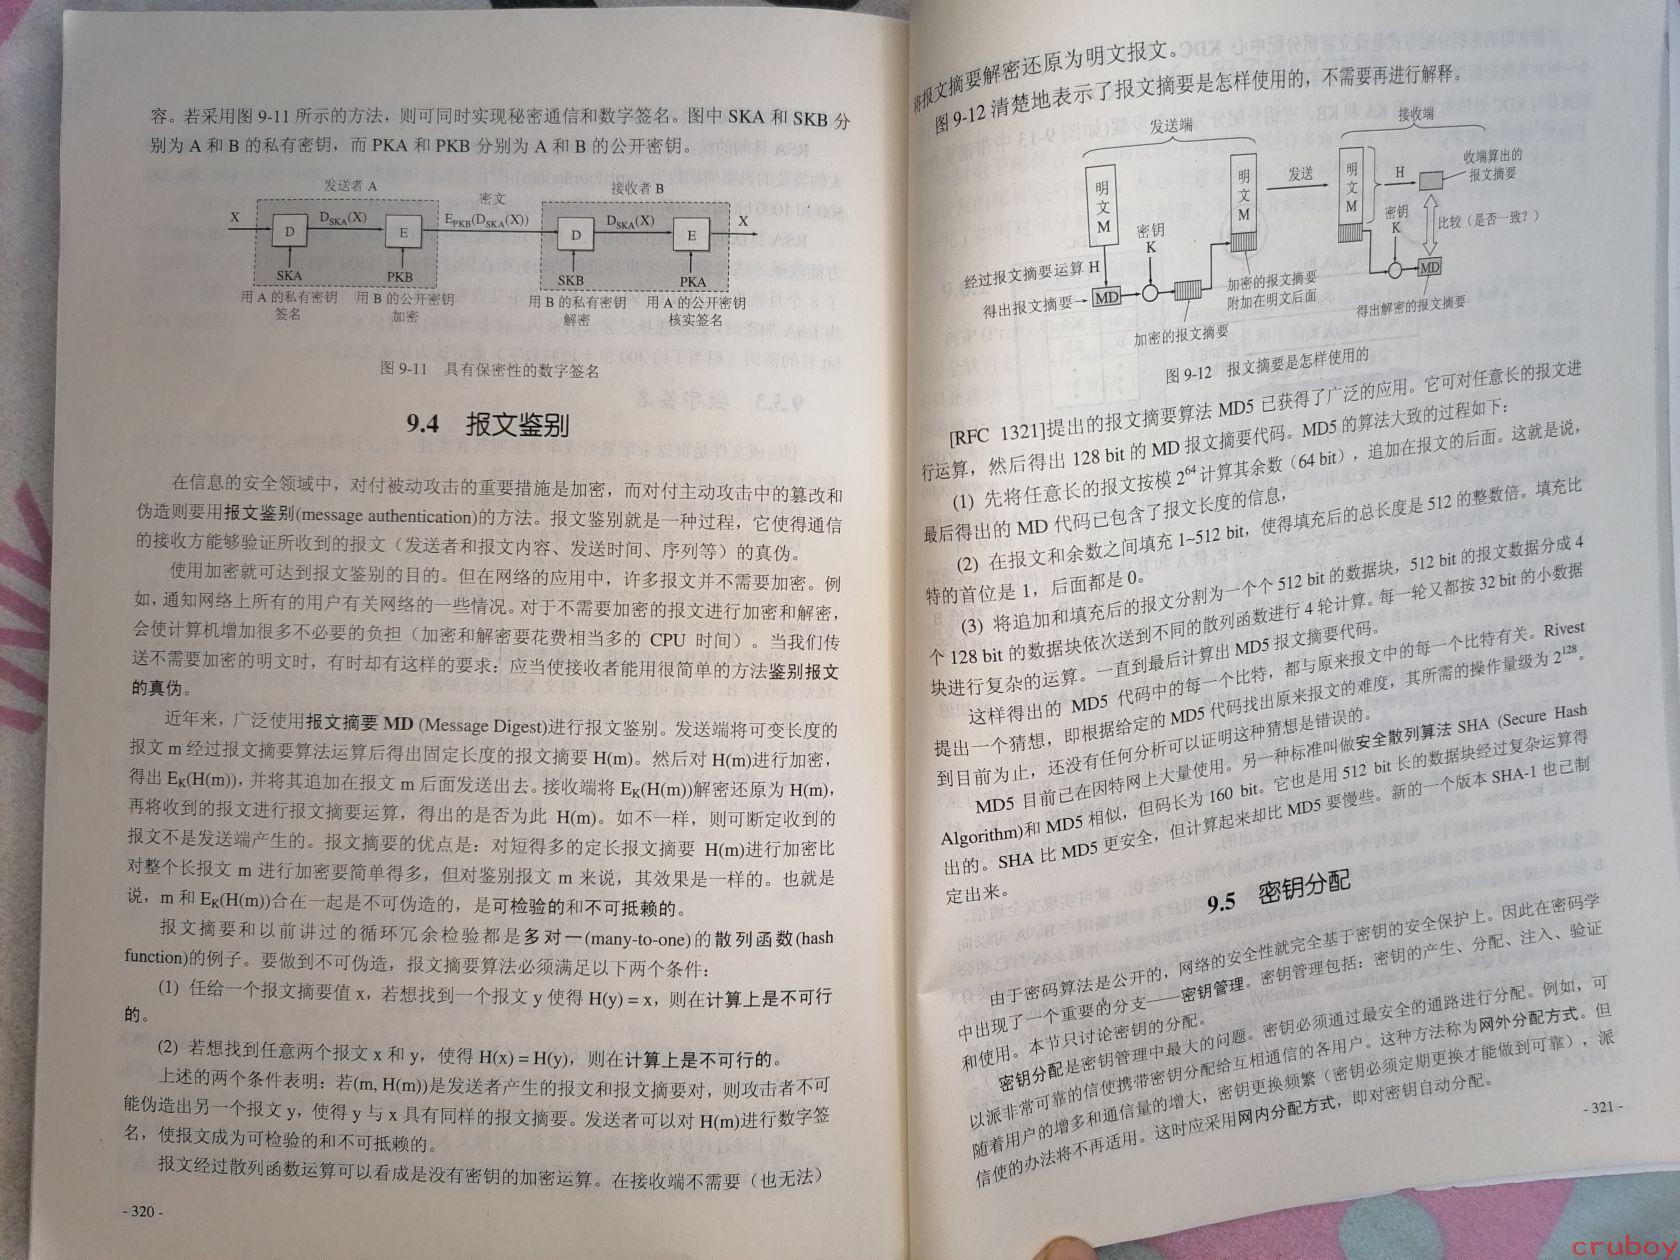 容。若采用图 9-11 所示的方法，则可同时实现秘密通信和数字签名。图中 SKA 和 SKB 分
别为 A 和 B 的私有密钥，而 PKA 和 PKB 分别为 A 和 B 的公开密钥。
发送者 A
密文
接收者 B
X
D
DSKA(X)
E
EPKB(DSKA(X))
D
DSKA(X)
E
X
SKA
PKB
SKB
PKA
用 A 的私有密钥
签名
用 B 的公开密钥
加密
用 B 的私有密钥
解密
用 A 的公开密钥
核实签名
图 9-11 具有保密性的数字签名
9.4 报文鉴别
在信息的安全领域中，对付被动攻击的重要措施是加密，而对付主动攻击中的篡改和
伪造则要用报文鉴别(message authentication)的方法。报文鉴别就是一种过程，它使得通信
的接收方能够验证所收到的报文（发送者和报文内容、发送时间、序列等）的真伪。
使用加密就可达到报文鉴别的目的。但在网络的应用中，许多报文并不需要加密。例
如，通知网络上所有的用户有关网络的一些情况。对于不需要加密的报文进行加密和解密，
会使计算机增加很多不必要的负担（加密和解密要花费相当多的 CPU 时间）。当我们传
送不需要加密的明文时，有时却有这样的要求：应当使接收者能用很简单的方法鉴别报文
的真伪。
近年来，广泛使用报文摘要 MD (Message Digest)进行报文鉴别。发送端将可变长度的
报文 m 经过报文摘要算法运算后得出固定长度的报文摘要 H(m)。然后对 H(m)进行加密，
得出 EK(H(m))，并将其追加在报文 m 后面发送出去。接收端将 EK(H(m))解密还原为 H(m)，
再将收到的报文进行报文摘要运算，得出的是否为此 H(m)。如不一样，则可断定收到的
报文不是发送端产生的。报文摘要的优点是：对短得多的定长报文摘要 H(m)进行加密比
对整个长报文 m 进行加密要简单得多，但对鉴别报文 m 来说，其效果是一样的。也就是
说，m 和 EK(H(m))合在一起是不可伪造的，是可检验的和不可抵赖的。
报文摘要和以前讲过的循环冗余检验都是多对一(many-to-one)的散列函数(hash
function)的例子。要做到不可伪造，报文摘要算法必须满足以下两个条件：
(1) 任给一个报文摘要值 x，若想找到一个报文 y 使得 H(y) = x，则在计算上是不可行
的。
(2) 若想找到任意两个报文 x 和 y，使得 H(x) = H(y)，则在计算上是不可行的。
上述的两个条件表明：若(m, H(m))是发送者产生的报文和报文摘要对，则攻击者不可
能伪造出另一个报文 y，使得 y 与 x 具有同样的报文摘要。发送者可以对 H(m)进行数字签
名，使报文成为可检验的和不可抵赖的。
报文经过散列函数运算可以看成是没有密钥的加密运算。在接收端不需要（也无法）
- 320 -
将报文摘要解密还原为明文报文。
图 9-12 清楚地表示了报文摘要是怎样使用的，不需要再进行解释。
发送端
接收端
明文M
明文M
发送
明文M
H
收端算出的
报文摘要
密钥
K
密钥
K
比较（是否一致？）
经过报文摘要运算 H
得出报文摘要
MD
加密的报文摘要
附加在明文后面
MD
得出解密的报文摘要
加密的报文摘要
图 9-12 报文摘要是怎样使用的
[RFC 1321]提出的报文摘要算法 MD5 已获得了广泛的应用。它可对任意长的报文进
行运算，然后得出 128 bit 的 MD 报文摘要代码。MD5 的算法大致的过程如下：
(1) 先将任意长的报文按模 2^64 计算其余数（64 bit），追加在报文的后面。这就是说，
最后得出的 MD 代码已包含了报文长度的信息，
(2) 在报文和余数之间填充 1~512 bit，使得填充后的总长度是 512 的整数倍。填充比
特的首位是 1，后面都是 0。
(3) 将追加和填充后的报文分割为一个个 512 bit 的数据块，512 bit 的报文数据分成 4
个 128 bit 的数据块依次送到不同的散列函数进行 4 轮计算。每一轮又都按 32 bit 的小数据
块进行复杂的运算。一直到最后计算出 MD5 报文摘要代码。
这样得出的 MD5 代码中的每一个比特，都与原来报文中的每一个比特有关。Rivest
提出一个猜想，即根据给定的 MD5 代码找出原来报文的难度，其所需的操作量级为 2^128。
到目前为止，还没有任何分析可以证明这种猜想是错误的。
MD5 目前已在因特网上大量使用。另一种标准叫做安全散列算法 SHA (Secure Hash
Algorithm)和 MD5 相似，但码长为 160 bit。它也是用 512 bit 长的数据块经过复杂运算得
出的。SHA 比 MD5 更安全，但计算起来却比 MD5 要慢些。新的一个版本 SHA-1 也已制
定出来。
9.5 密钥分配
由于密码算法是公开的，网络的安全性就完全基于密钥的安全保护上。因此在密码学
中出现了一个重要的分支——密钥管理。密钥管理包括：密钥的产生、分配、注入、验证
和使用。本节只讨论密钥的分配。
密钥分配是密钥管理中最大的问题。密钥必须通过最安全的通路进行分配。例如，可
以派非常可靠的信使携带密钥分配给互相通信的各用户。这种方法称为网外分配方式。但
随着用户的增多和通信量的增大，密钥更换频繁（密钥必须定期更换才能做到可靠），派
信使的办法将不再适用。这时应采用网内分配方式，即对密钥自动分配。
- 321 -
cruboy